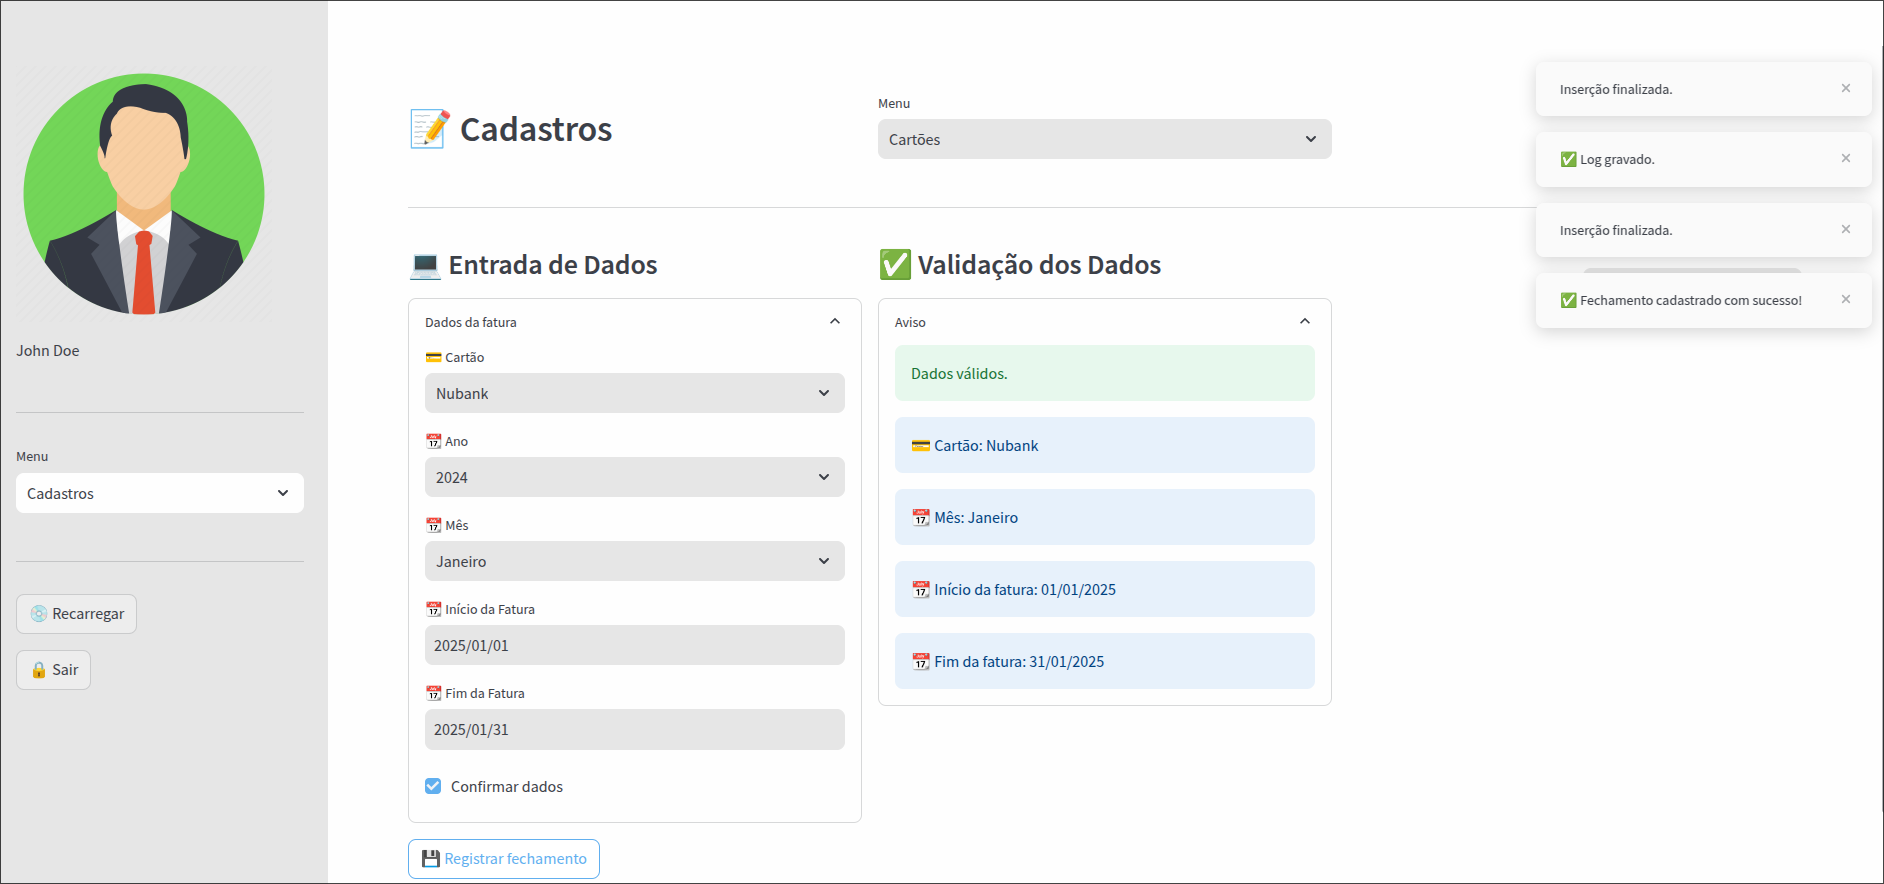 John Doe
Menu
Cadastros
Recarregar
Sair
Cadastros
Menu
Cartões
Entrada de Dados
Dados da fatura
Cartão
Nubank
Ano
2024
Mês
Janeiro
Início da Fatura
2025/01/01
Fim da Fatura
2025/01/31
Confirmar dados
Registrar fechamento
Validação dos Dados
Aviso
Dados válidos.
Cartão: Nubank
Mês: Janeiro
Início da fatura: 01/01/2025
Fim da fatura: 31/01/2025
Inserção finalizada.
Log gravado.
Inserção finalizada.
Fechamento cadastrado com sucesso!